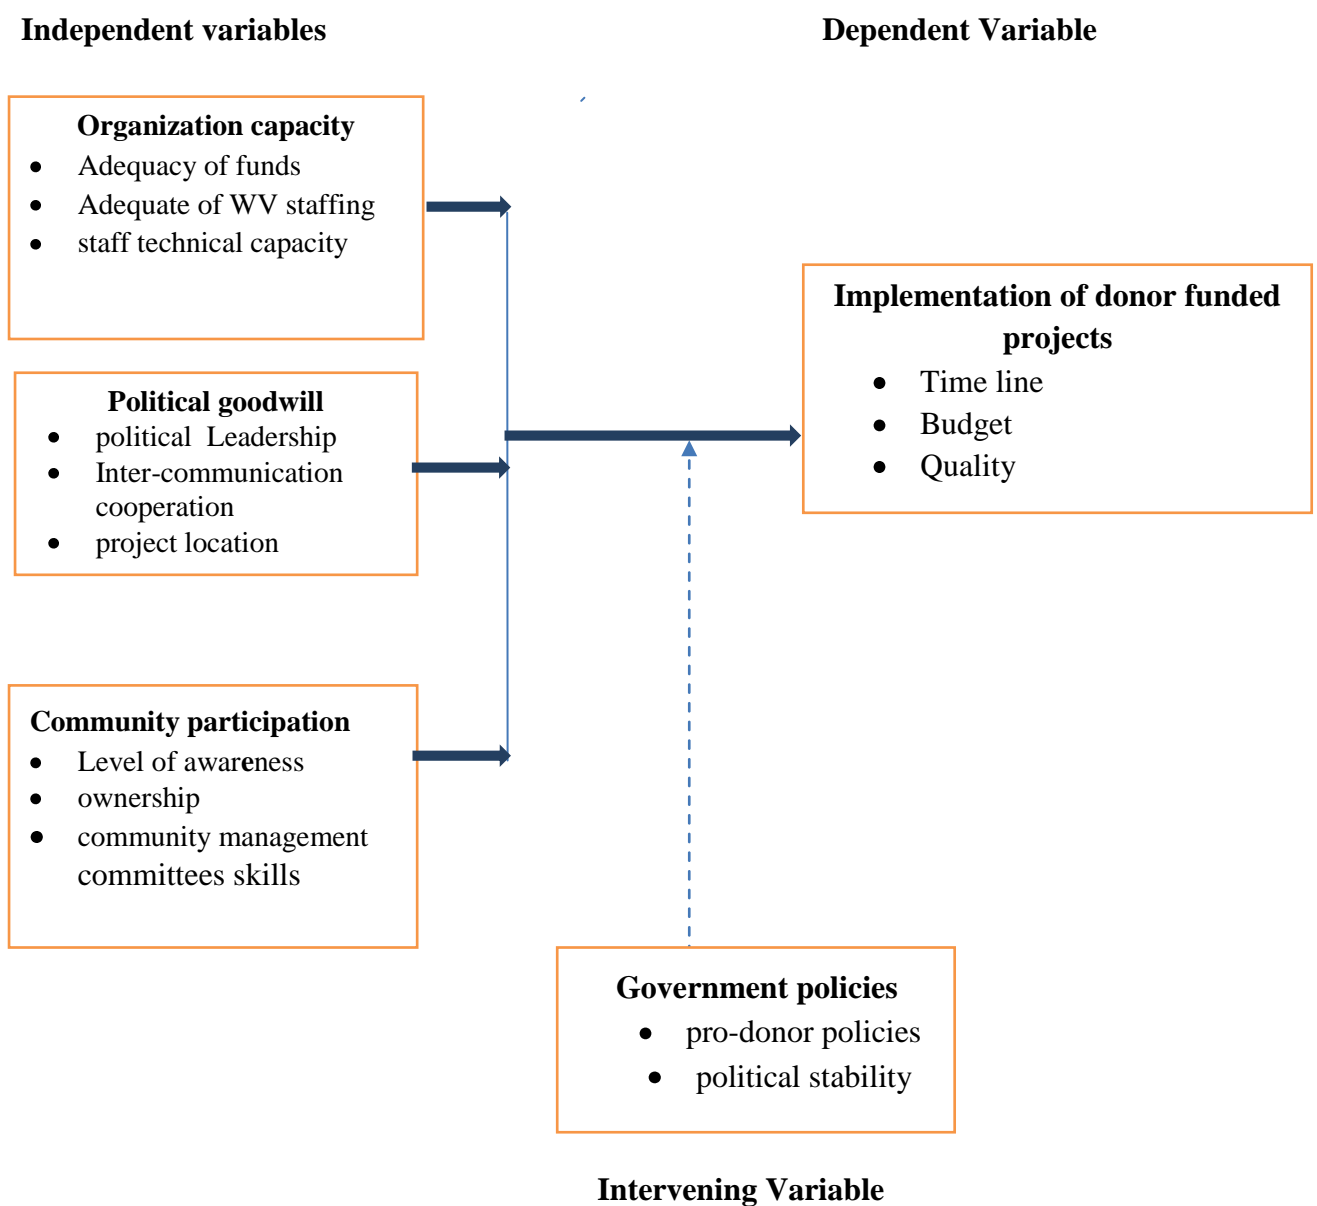 Independent variables
Dependent Variable
Organization capacity
• Adequacy of funds
• Adequate of WV staffing
• staff technical capacity
Implementation of donor funded
projects
• Time line
• Budget
• Quality
Political goodwill
• political Leadership
• Inter-communication
cooperation
• project location
Community participation
• Level of awareness
• ownership
• community management
committees skills
Government policies
• pro-donor policies
• political stability
Intervening Variable